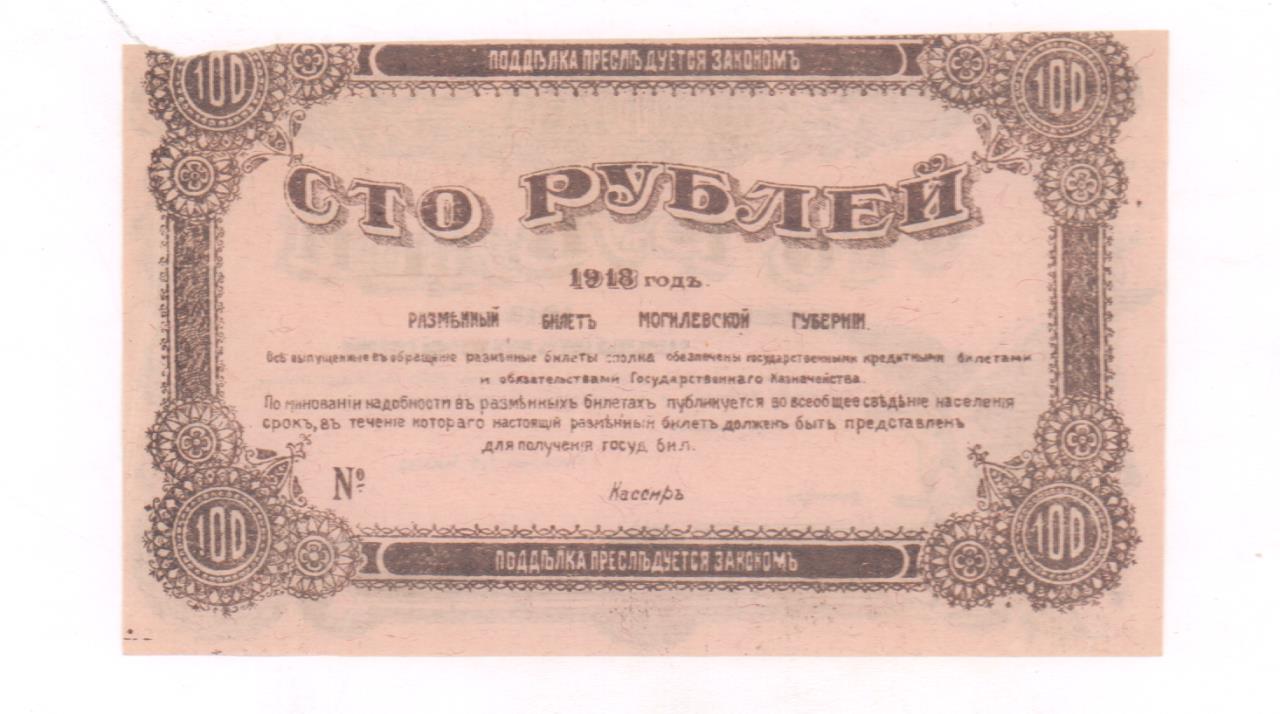 100 ПОДДѢЛКА ПРЕСЛѢДУЕТСЯ ЗАКОНОМЪ 100
СТО РУБЛЕЙ
1918 годъ.
РАЗМѢННЫЙ БИЛЕТЪ МОГИЛЕВСКОЙ ГУБЕРНІИ.
Всѣ выпущенные въ обращеніе размѣнные билеты сполна обезпечены государственными кредитными билетами
и обязательствами Государственнаго Казначейства.
По минованіи надобности въ размѣнныхъ билетахъ публикуется во всеобщее свѣдѣніе населенія
срокъ, въ теченіе котораго настоящій размѣнный билетъ долженъ быть представленъ
для полученія госуд. бил.
№ Кассиръ
100 ПОДДѢЛКА ПРЕСЛѢДУЕТСЯ ЗАКОНОМЪ 100